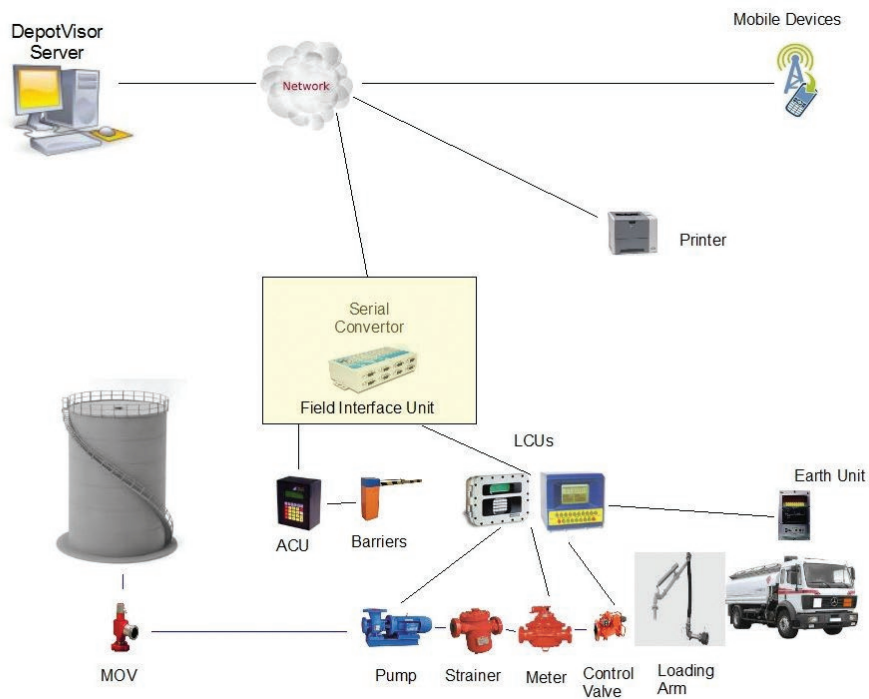 DepotVisor
Server
Mobile Devices
Network
Printer
Serial
Convertor
Field Interface Unit
LCUs
Earth Unit
ACU
Barriers
MOV
Pump
Strainer
Meter
Control
Valve
Loading
Arm